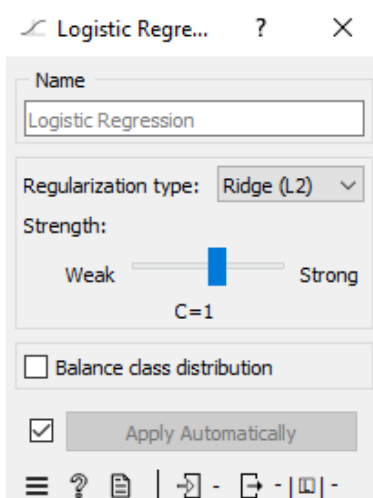 Logistic Regre... ? ×
Name
Logistic Regression
Regularization type: Ridge (L2)
Strength:
Weak Strong
C=1
Balance class distribution
Apply Automatically
? - - | | -